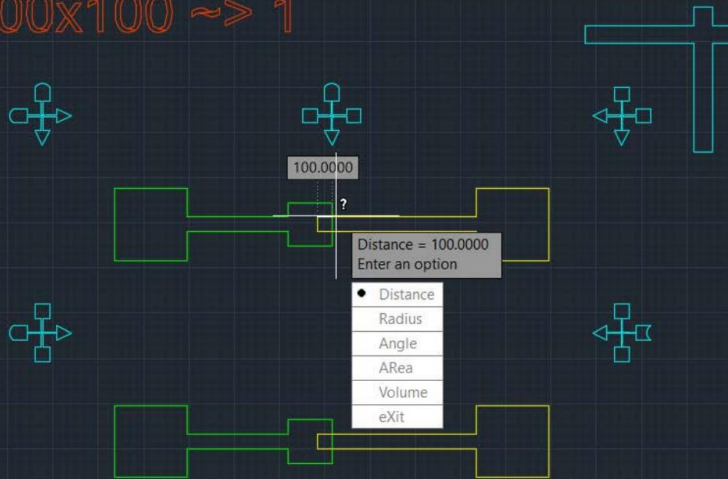 00x100 ~> 1
100.0000
?
Distance = 100.0000
Enter an option
Distance
Radius
Angle
ARea
Volume
eXit